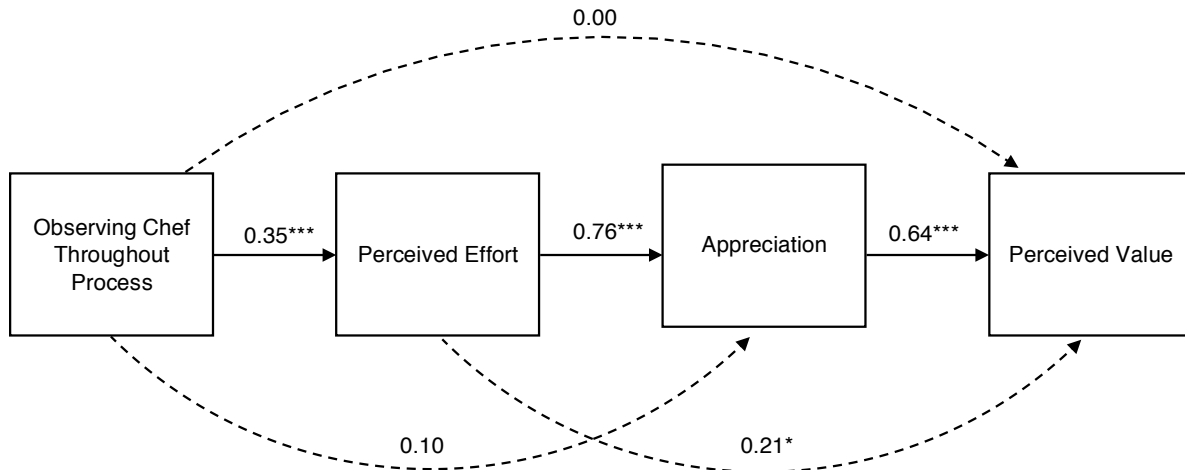 0.00
Observing Chef
Throughout
Process
0.35***
Perceived Effort
0.76***
Appreciation
0.64***
Perceived Value
0.10
0.21*